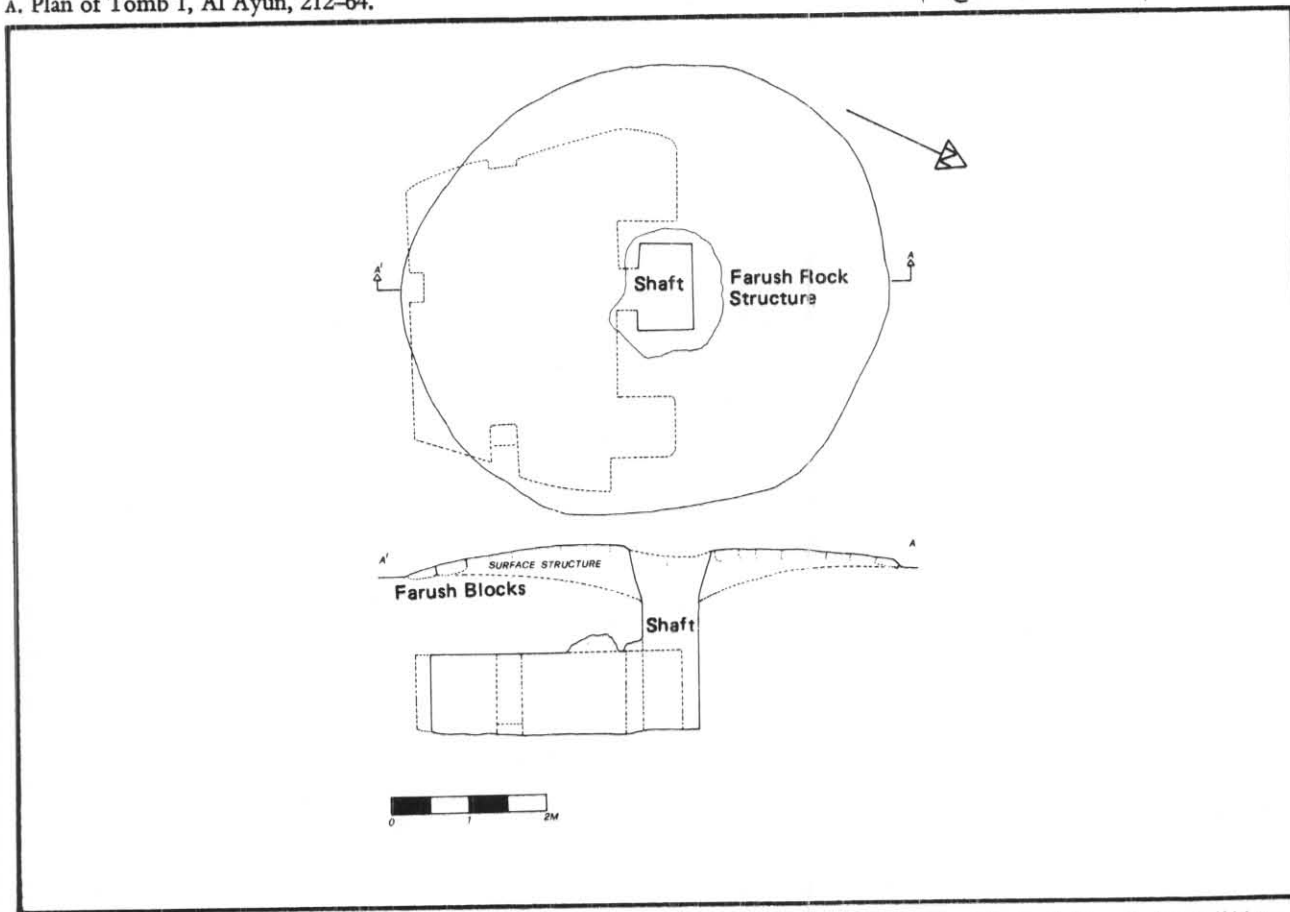 A. Plan of Tomb 1, Al Ayun, 212–64.
A'
A
Shaft
Farush Rock
Structure
A'
A
SURFACE STRUCTURE
Farush Blocks
Shaft
0
1
2M